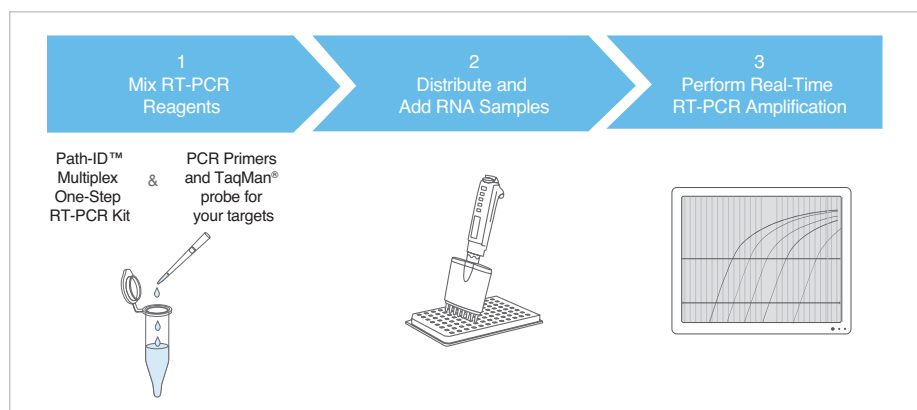 1
Mix RT-PCR
Reagents
2
Distribute and
Add RNA Samples
3
Perform Real-Time
RT-PCR Amplification
Path-ID™
Multiplex
One-Step
RT-PCR Kit
&
PCR Primers
and TaqMan®
probe for
your targets